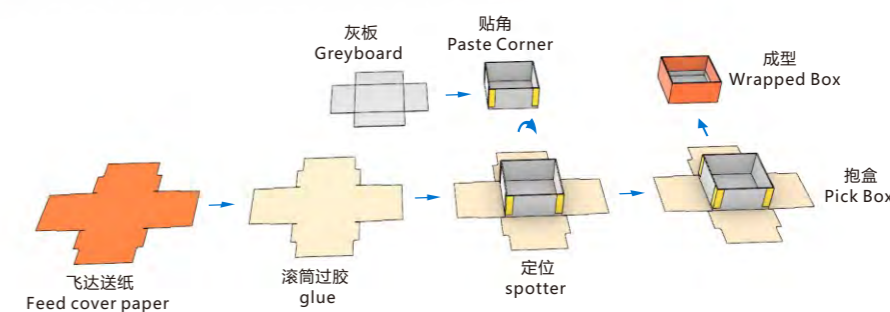 灰板
Greyboard
贴角
Paste Corner
成型
Wrapped Box
飞达送纸
Feed cover paper
滚筒过胶
glue
定位
spotter
抱盒
Pick Box